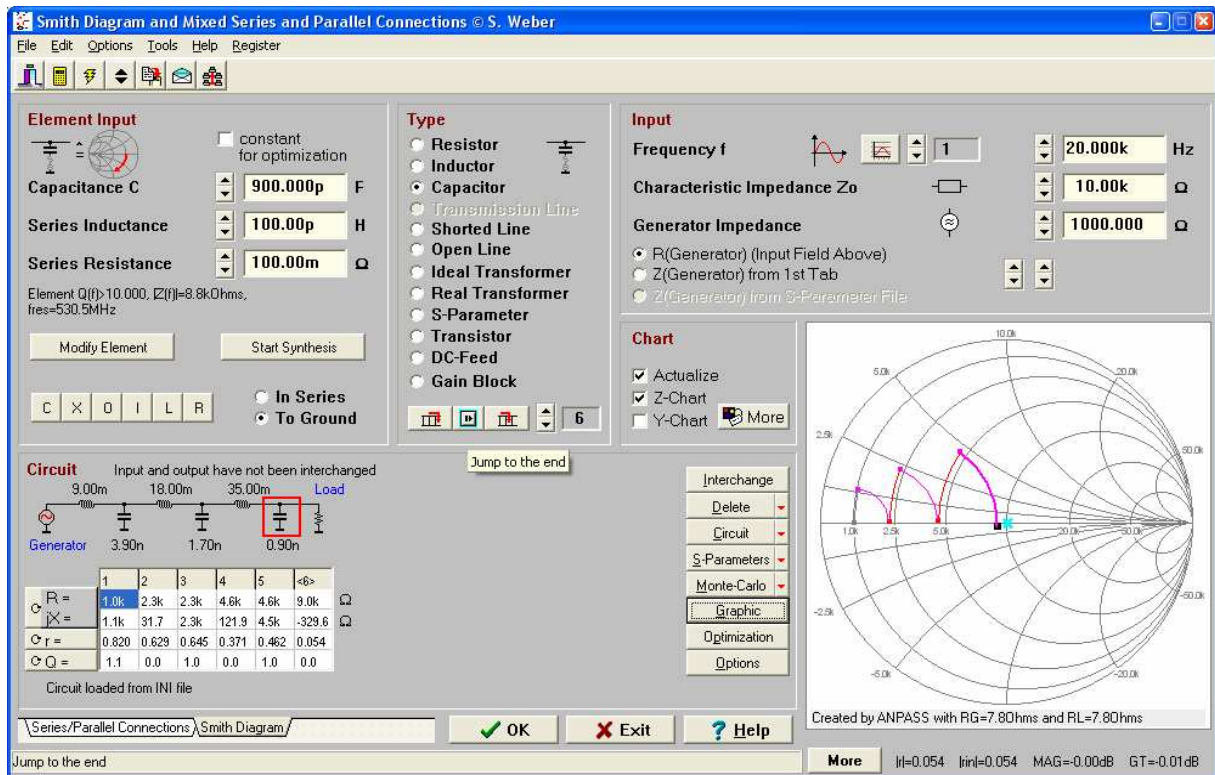 Smith Diagram and Mixed Series and Parallel Connections © S. Weber
File Edit Options Tools Help Register
Element Input
constant
for optimization
Capacitance C 900.000p F
Series Inductance 100.00p H
Series Resistance 100.00m Ω
Element Q(f)>10.000, |Z(f)|=8.8kOhms,
fres=530.5MHz
Modify Element Start Synthesis
C X O I L R
In Series
To Ground
Type
Resistor
Inductor
Capacitor
Transmission Line
Shorted Line
Open Line
Ideal Transformer
Real Transformer
S-Parameter
Transistor
DC-Feed
Gain Block
6
Jump to the end
Input
Frequency f 1 20.000k Hz
Characteristic Impedance Zo 10.00k Ω
Generator Impedance 1000.000 Ω
R(Generator) (Input Field Above)
Z(Generator) from 1st Tab
Z(Generator) from S-Parameter File
Chart
Actualize
Z-Chart
Y-Chart More
Circuit Input and output have not been interchanged
9.00m 18.00m 35.00m Load
Generator 3.90n 1.70n 0.90n
1 2 3 4 5 <6>
R = 1.0k 2.3k 2.3k 4.6k 4.6k 9.0k Ω
jX = 1.1k 31.7 2.3k 121.9 4.5k -329.6 Ω
r = 0.820 0.629 0.645 0.371 0.462 0.054
Q = 1.1 0.0 1.0 0.0 1.0 0.0
Circuit loaded from INI file
Interchange
Delete
Circuit
S-Parameters
Monte-Carlo
Graphic
Optimization
Options
10.0k
5.0k 20.0k
2.5k 50.0k
1.0k 2.5k 5.0k 20.0k 50.0k
-50.0k
-2.5k
-5.0k -20.0k
Created by ANPASS with RG=7.8Ohms and RL=7.8Ohms
Series/Parallel Connections Smith Diagram
OK Exit Help
Jump to the end
More |r|=0.054 |rin|=0.054 MAG=-0.00dB GT=-0.01dB